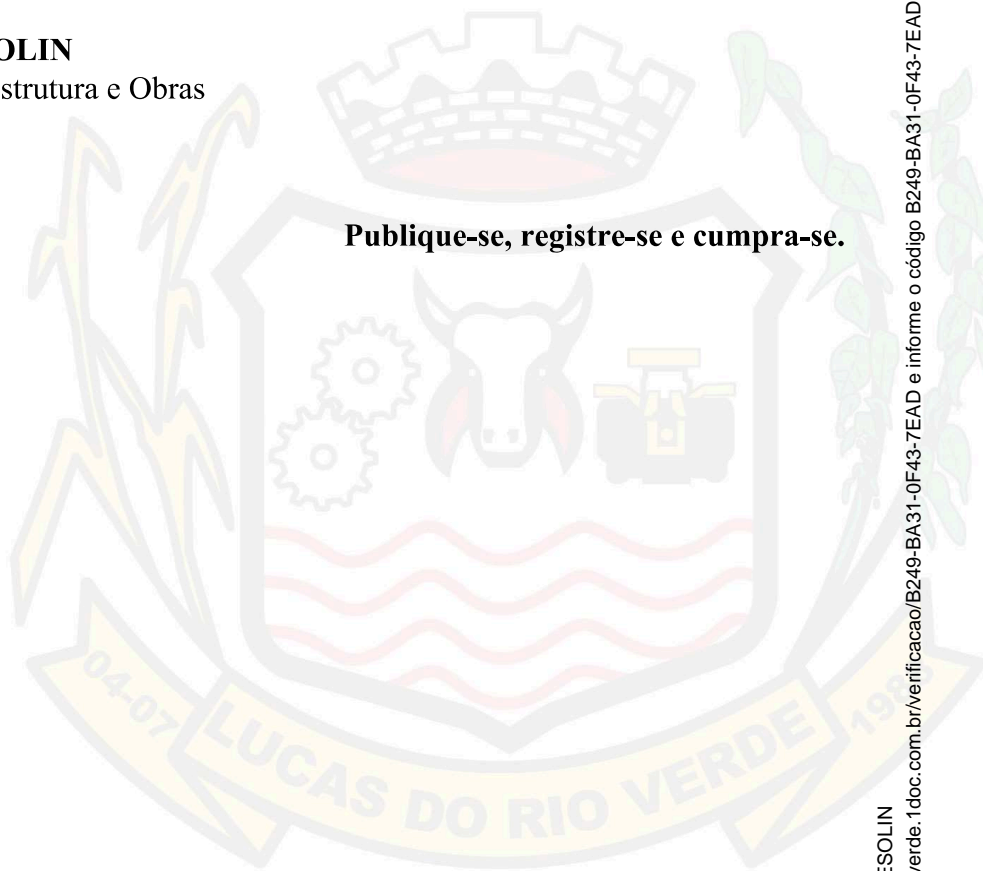 OLIN
strutura e Obras
Publique-se, registre-se e cumpra-se.
04-07
LUCAS DO RIO VERDE
ESOLIN
verde.1doc.com.br/verificacao/B249-BA31-0F43-7EAD e informe o código B249-BA31-0F43-7EAD